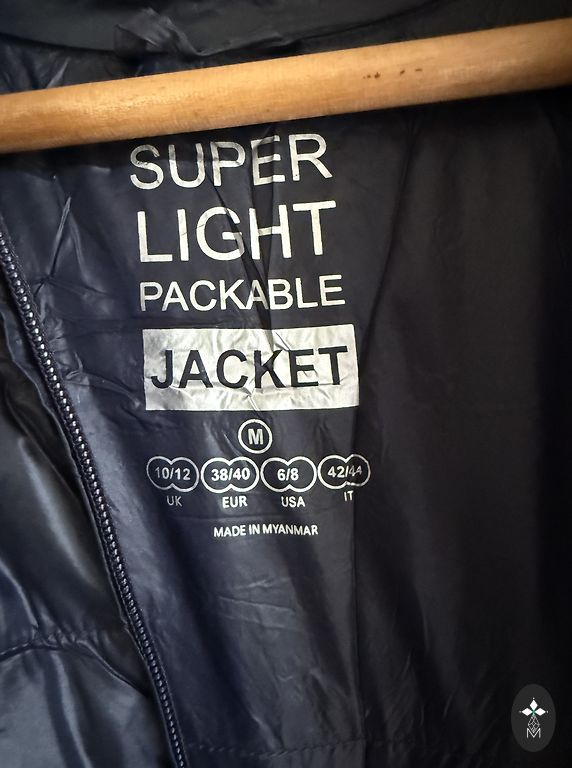 SUPER
LIGHT
PACKABLE
JACKET
M
10/12 38/40 6/8 42/44
UK EUR USA IT
MADE IN MYANMAR
M